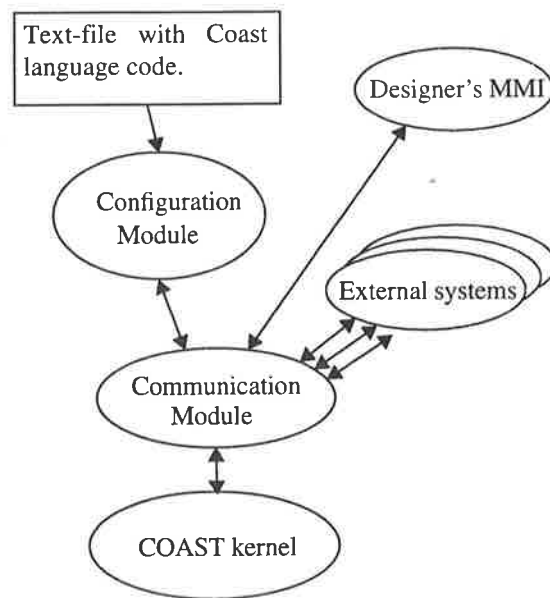 Text-file with Coast
language code.
Designer's MMI
Configuration
Module
External systems
Communication
Module
COAST kernel